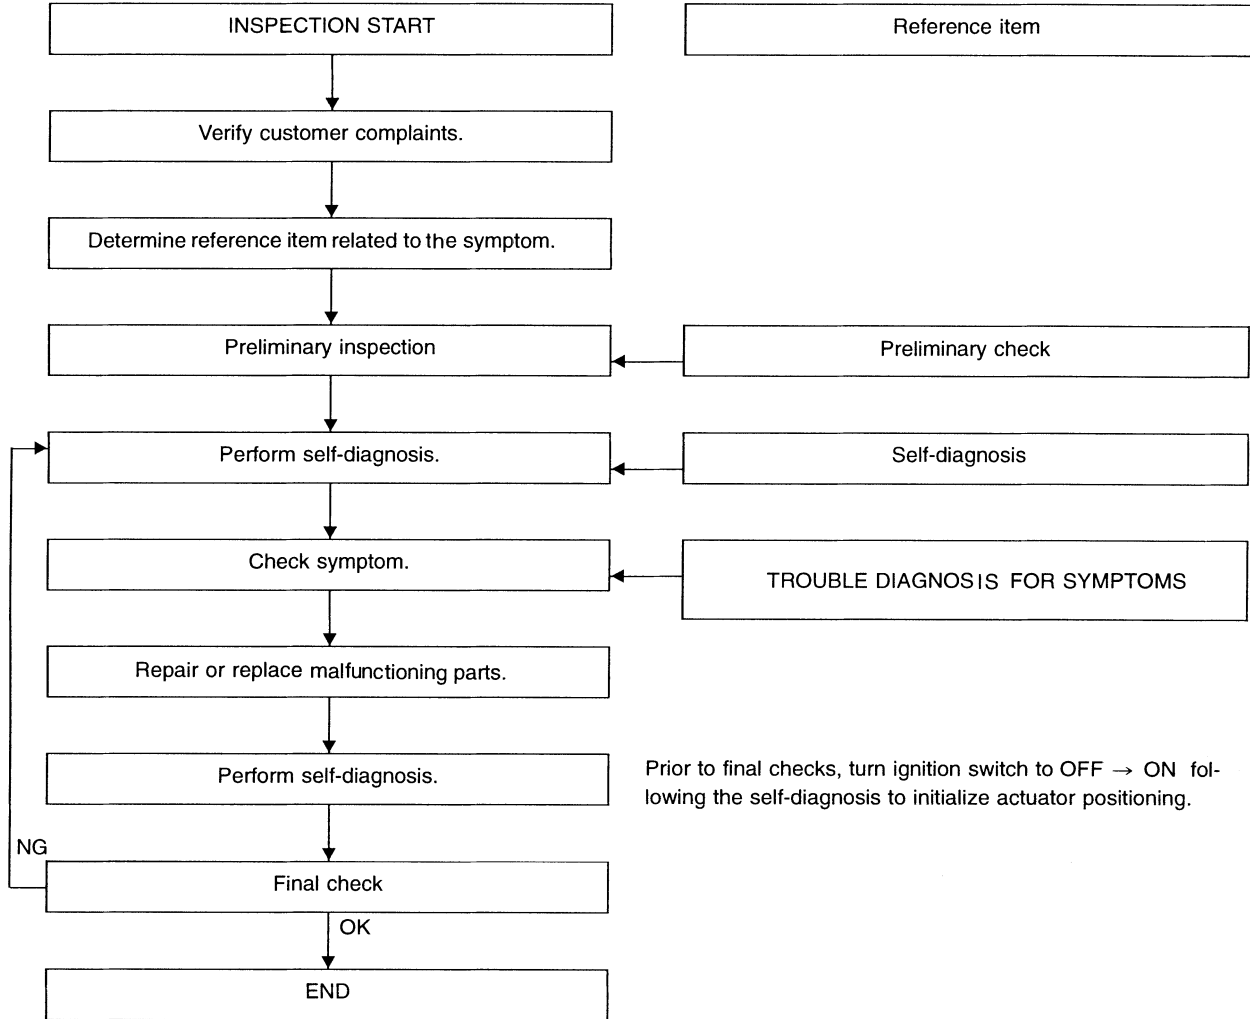 INSPECTION START
Reference item
Verify customer complaints.
Determine reference item related to the symptom.
Preliminary inspection
Preliminary check
Perform self-diagnosis.
Self-diagnosis
Check symptom.
TROUBLE DIAGNOSIS FOR SYMPTOMS
Repair or replace malfunctioning parts.
Perform self-diagnosis.
Prior to final checks, turn ignition switch to OFF → ON fol-
lowing the self-diagnosis to initialize actuator positioning.
NG
Final check
OK
END